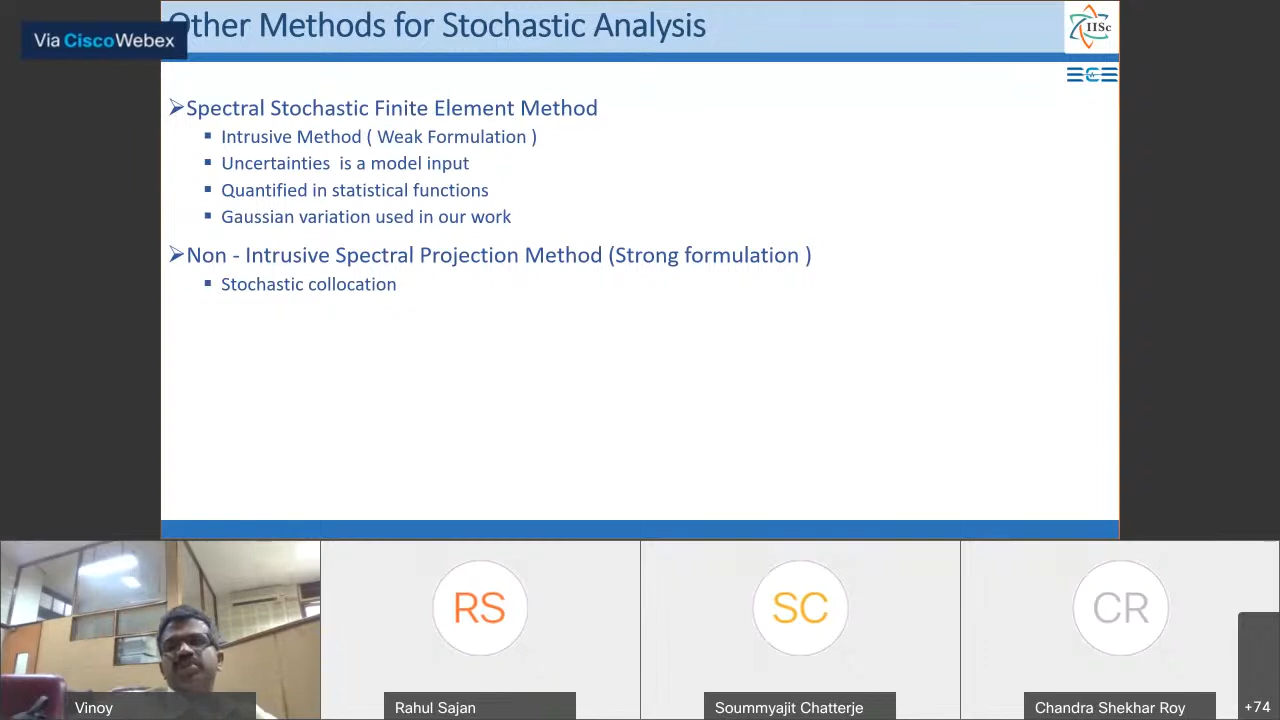 Via Cisco Webex
Other Methods for Stochastic Analysis
IISc
Spectral Stochastic Finite Element Method
Intrusive Method ( Weak Formulation )
Uncertainties is a model input
Quantified in statistical functions
Gaussian variation used in our work
Non - Intrusive Spectral Projection Method (Strong formulation )
Stochastic collocation
RS
SC
CR
Vinoy
Rahul Sajan
Soummyajit Chatterje
Chandra Shekhar Roy
+74